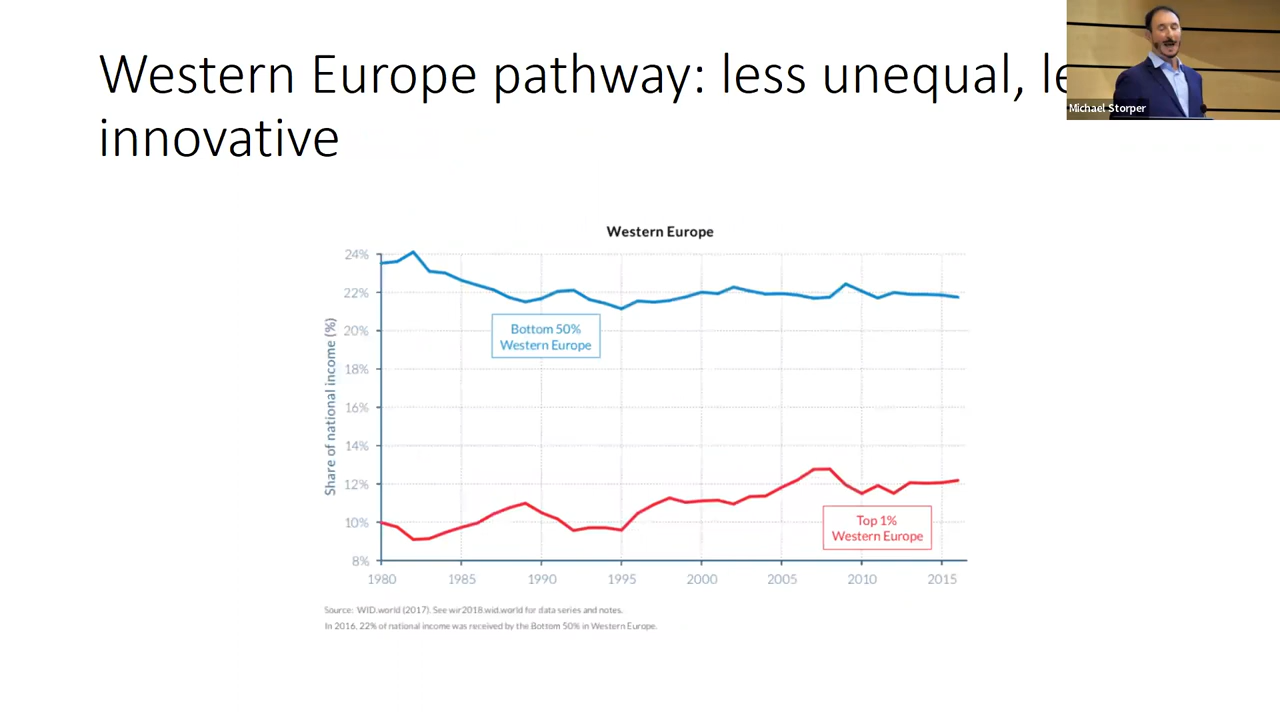 Western Europe pathway: less unequal,
innovative
Michael Storper
Western Europe
Share of national income (%)
24%
22%
20%
18%
16%
14%
12%
10%
8%
Bottom 50%
Western Europe
Top 1%
Western Europe
1980 1985 1990 1995 2000 2005 2010 2015
Source: WID.world (2017). See wir2018.wid.world for data series and notes.
In 2016, 22% of national income was received by the Bottom 50% in Western Europe.